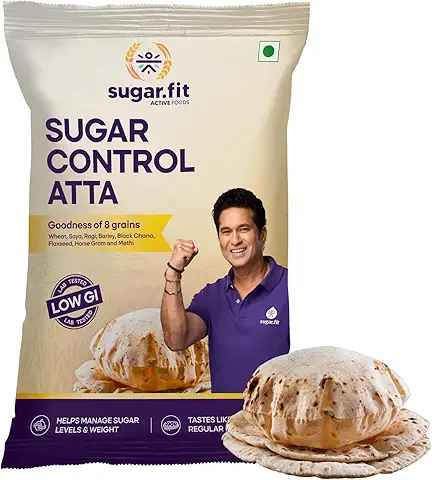 sugar.fit
ACTIVE FOODS
SUGAR
CONTROL
ATTA
Goodness of 8 grains
Wheat, Soya, Ragi, Barley, Black Chana,
Flaxseed, Horse Gram and Methi
LAB TESTED
LOW GI
LAB TESTED
sugar.fit
HELPS MANAGE SUGAR
LEVELS & WEIGHT
TASTES LIKE
REGULAR